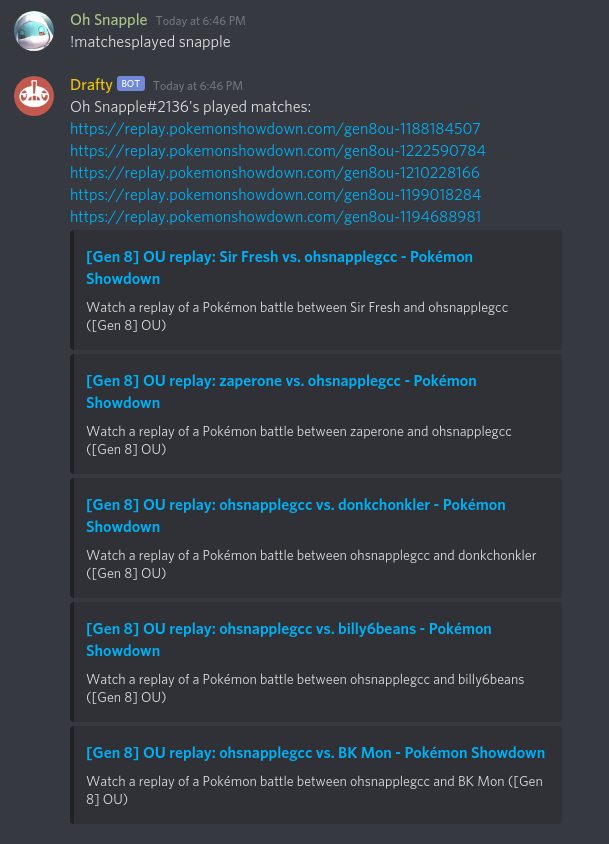 Oh Snapple Today at 6:46 PM
!matchesplayed snapple
Drafty BOT Today at 6:46 PM
Oh Snapple#2136's played matches:
https://replay.pokemonshowdown.com/gen8ou-1188184507
https://replay.pokemonshowdown.com/gen8ou-1222590784
https://replay.pokemonshowdown.com/gen8ou-1210228166
https://replay.pokemonshowdown.com/gen8ou-1199018284
https://replay.pokemonshowdown.com/gen8ou-1194688981
[Gen 8] OU replay: Sir Fresh vs. ohsnapplegcc - Pokémon
Showdown
Watch a replay of a Pokémon battle between Sir Fresh and ohsnapplegcc
([Gen 8] OU)
[Gen 8] OU replay: zaperone vs. ohsnapplegcc - Pokémon
Showdown
Watch a replay of a Pokémon battle between zaperone and ohsnapplegcc
([Gen 8] OU)
[Gen 8] OU replay: ohsnapplegcc vs. donkchonkler - Pokémon
Showdown
Watch a replay of a Pokémon battle between ohsnapplegcc and donkchonkler
([Gen 8] OU)
[Gen 8] OU replay: ohsnapplegcc vs. billy6beans - Pokémon
Showdown
Watch a replay of a Pokémon battle between ohsnapplegcc and billy6beans
([Gen 8] OU)
[Gen 8] OU replay: ohsnapplegcc vs. BK Mon - Pokémon Showdown
Watch a replay of a Pokémon battle between ohsnapplegcc and BK Mon ([Gen
8] OU)